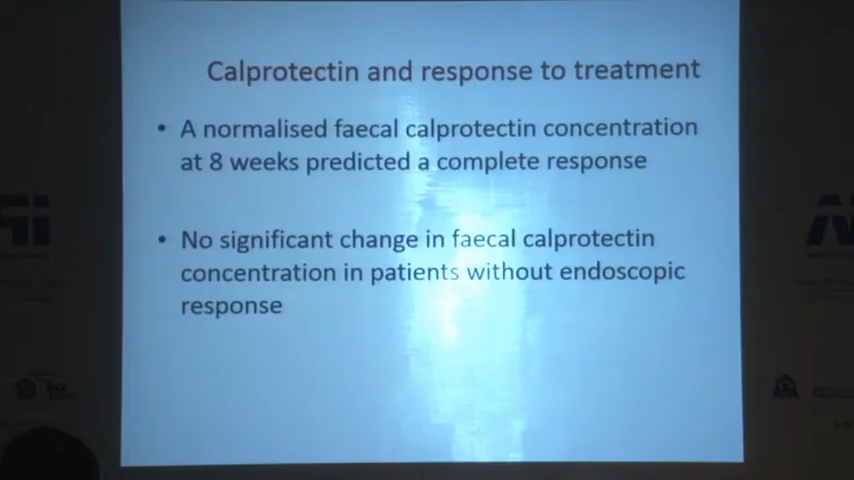 Calprotectin and response to treatment
• A normalised faecal calprotectin concentration
at 8 weeks predicted a complete response
• No significant change in faecal calprotectin
concentration in patients without endoscopic
response